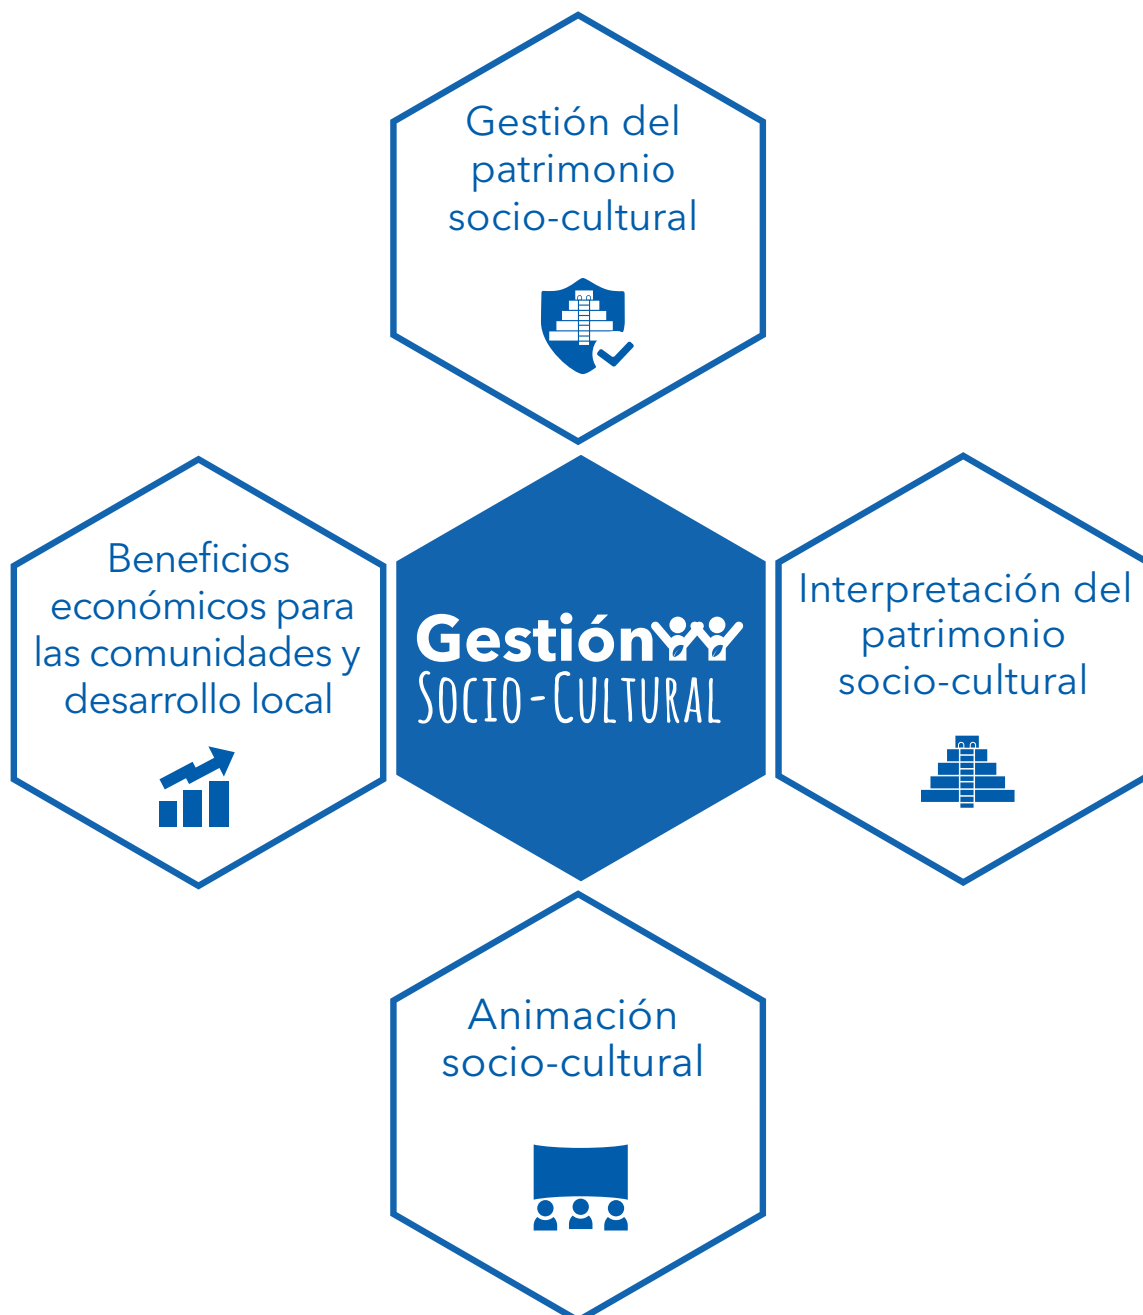 Gestión del
patrimonio
socio-cultural
Beneficios
económicos para
las comunidades y
desarrollo local
Gestión
SOCIO-CULTURAL
Interpretación del
patrimonio
socio-cultural
Animación
socio-cultural